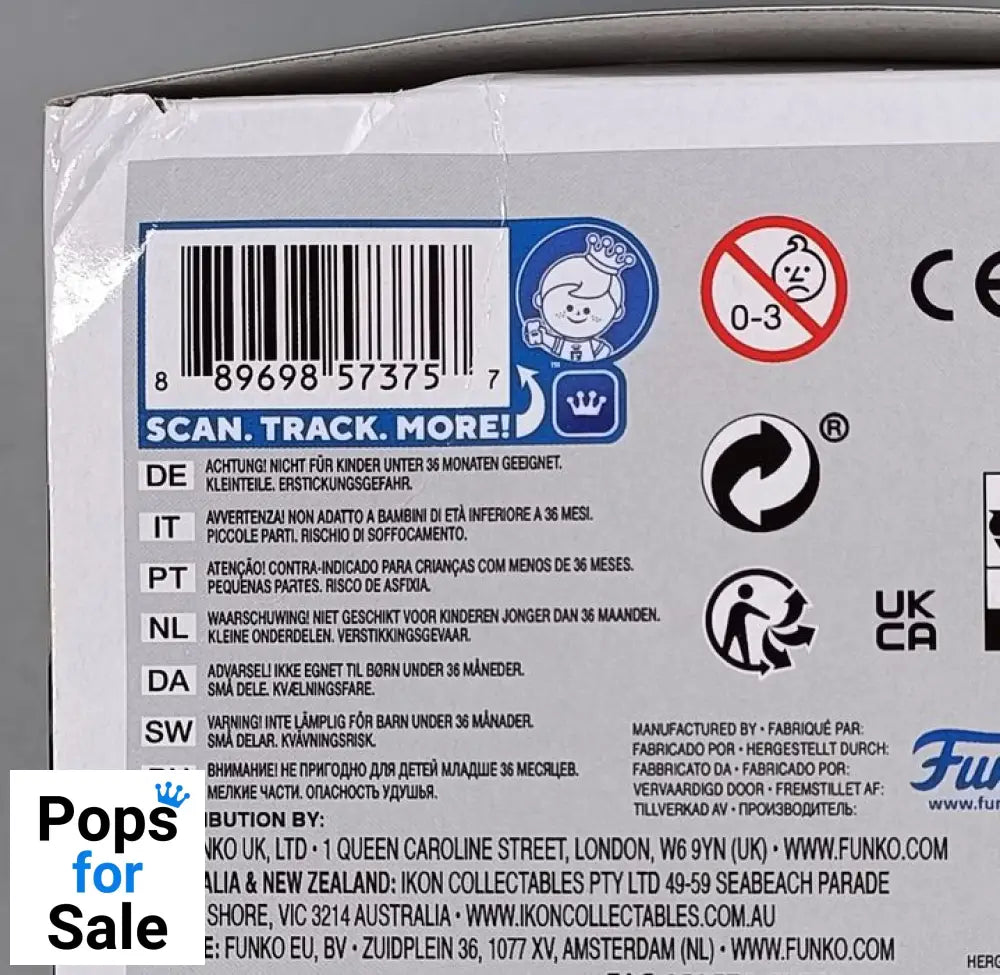 8 89698 57375 7
SCAN. TRACK. MORE!
™
0-3
CE
®
DE ACHTUNG! NICHT FÜR KINDER UNTER 36 MONATEN GEEIGNET.
KLEINTEILE. ERSTICKUNGSGEFAHR.
IT AVVERTENZA! NON ADATTO A BAMBINI DI ETÀ INFERIORE A 36 MESI.
PICCOLE PARTI. RISCHIO DI SOFFOCAMENTO.
PT ATENÇÃO! CONTRA-INDICADO PARA CRIANÇAS COM MENOS DE 36 MESES.
PEQUENAS PARTES. RISCO DE ASFIXIA.
NL WAARSCHUWING! NIET GESCHIKT VOOR KINDEREN JONGER DAN 36 MAANDEN.
KLEINE ONDERDELEN. VERSTIKKINGSGEVAAR.
DA ADVARSEL! IKKE EGNET TIL BØRN UNDER 36 MÅNEDER.
SMÅ DELE. KVÆLNINGSFARE.
SW VARNING! INTE LÄMPLIG FÖR BARN UNDER 36 MÅNADER.
SMÅ DELAR. KVÄVNINGSRISK.
ВНИМАНИЕ! НЕ ПРИГОДНО ДЛЯ ДЕТЕЙ МЛАДШЕ 36 МЕСЯЦЕВ.
МЕЛКИЕ ЧАСТИ. ОПАСНОСТЬ УДУШЬЯ.
UK
CA
MANUFACTURED BY • FABRIQUÉ PAR:
FABRICADO POR • HERGESTELLT DURCH:
FABBRICATO DA • FABRICADO POR:
VERVAARDIGD DOOR • FREMSTILLET AF:
TILLVERKAD AV • ПРОИЗВОДИТЕЛЬ:
Fun
www.fun
IBUTION BY:
NKO UK, LTD • 1 QUEEN CAROLINE STREET, LONDON, W6 9YN (UK) • WWW.FUNKO.COM
ALIA & NEW ZEALAND: IKON COLLECTABLES PTY LTD 49-59 SEABEACH PARADE
SHORE, VIC 3214 AUSTRALIA • WWW.IKONCOLLECTABLES.COM.AU
E: FUNKO EU, BV • ZUIDPLEIN 36, 1077 XV, AMSTERDAM (NL) • WWW.FUNKO.COM
HERG
Pops
for
Sale